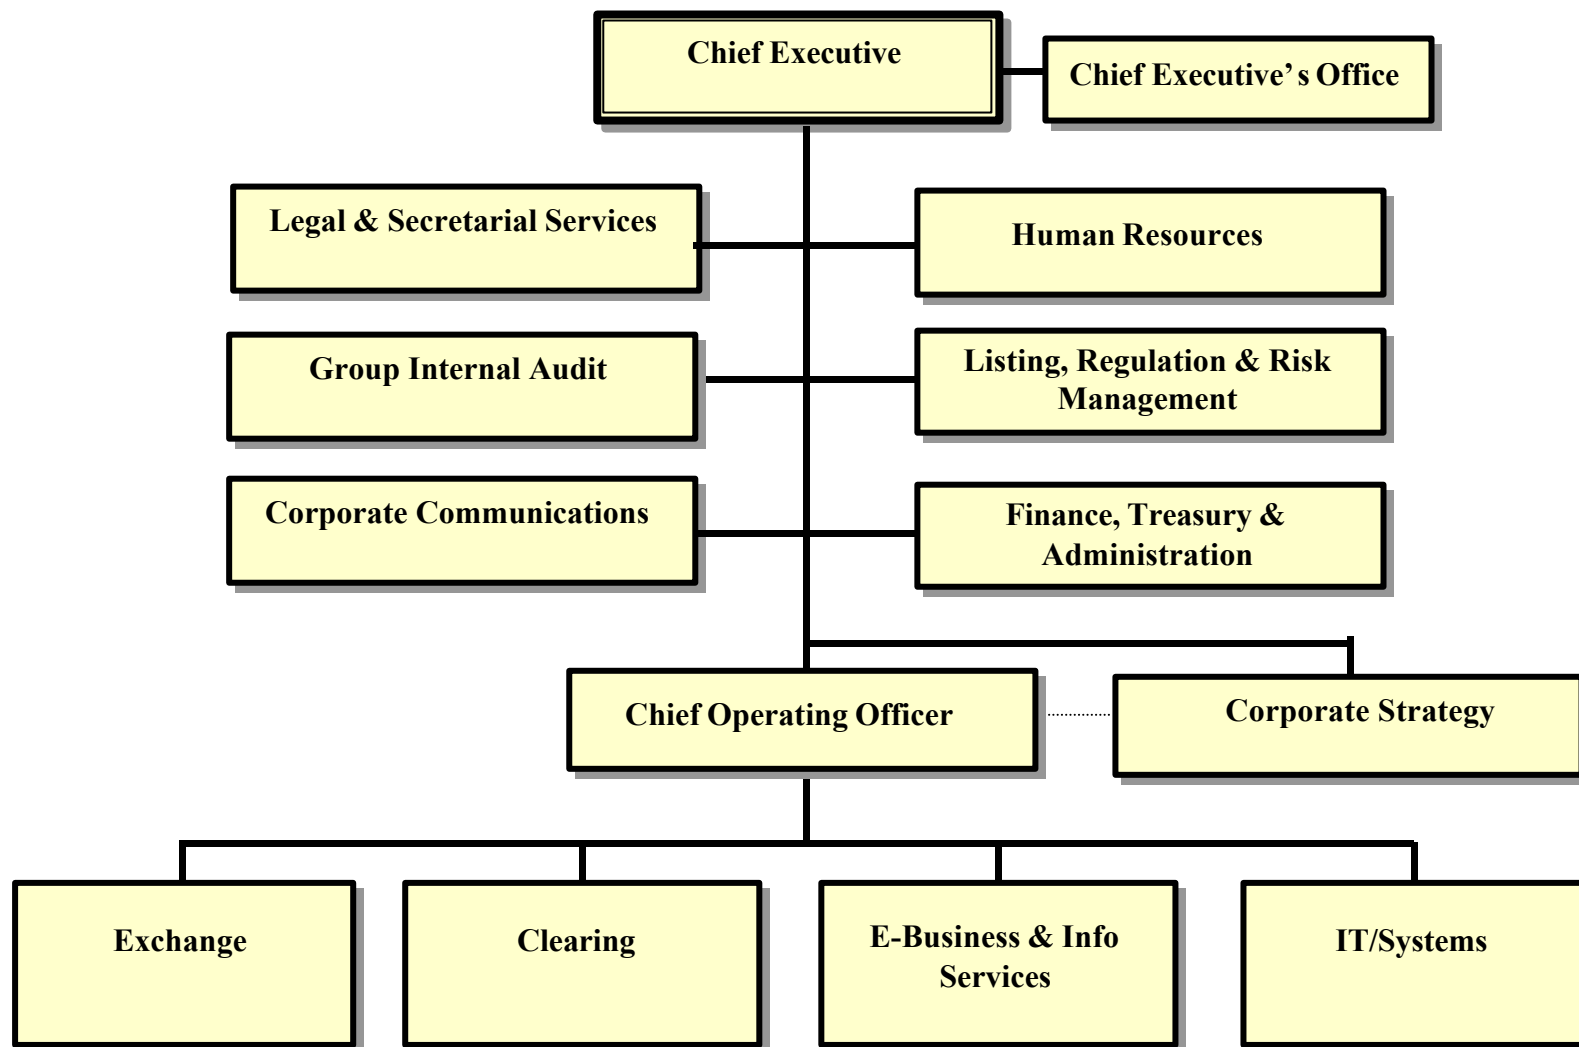 Chief Executive
Chief Executive's Office
Legal & Secretarial Services
Human Resources
Group Internal Audit
Listing, Regulation & Risk
Management
Corporate Communications
Finance, Treasury &
Administration
Chief Operating Officer
Corporate Strategy
Exchange
Clearing
E-Business & Info
Services
IT/Systems